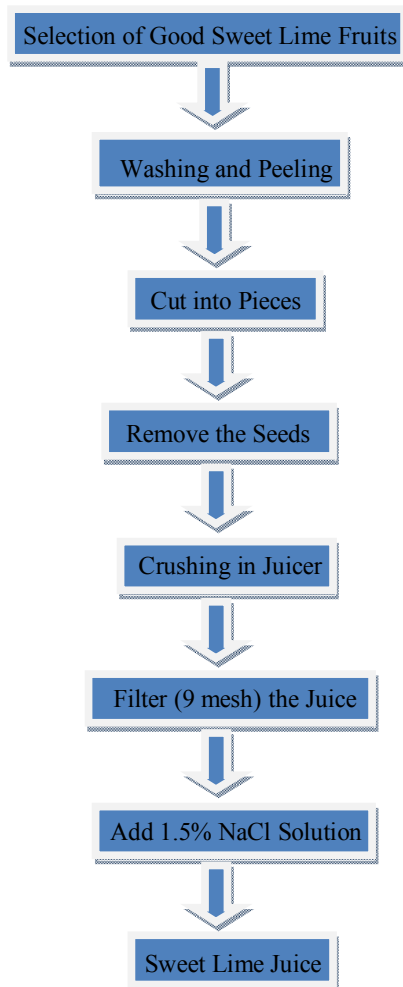 Selection of Good Sweet Lime Fruits
Washing and Peeling
Cut into Pieces
Remove the Seeds
Crushing in Juicer
Filter (9 mesh) the Juice
Add 1.5% NaCl Solution
Sweet Lime Juice